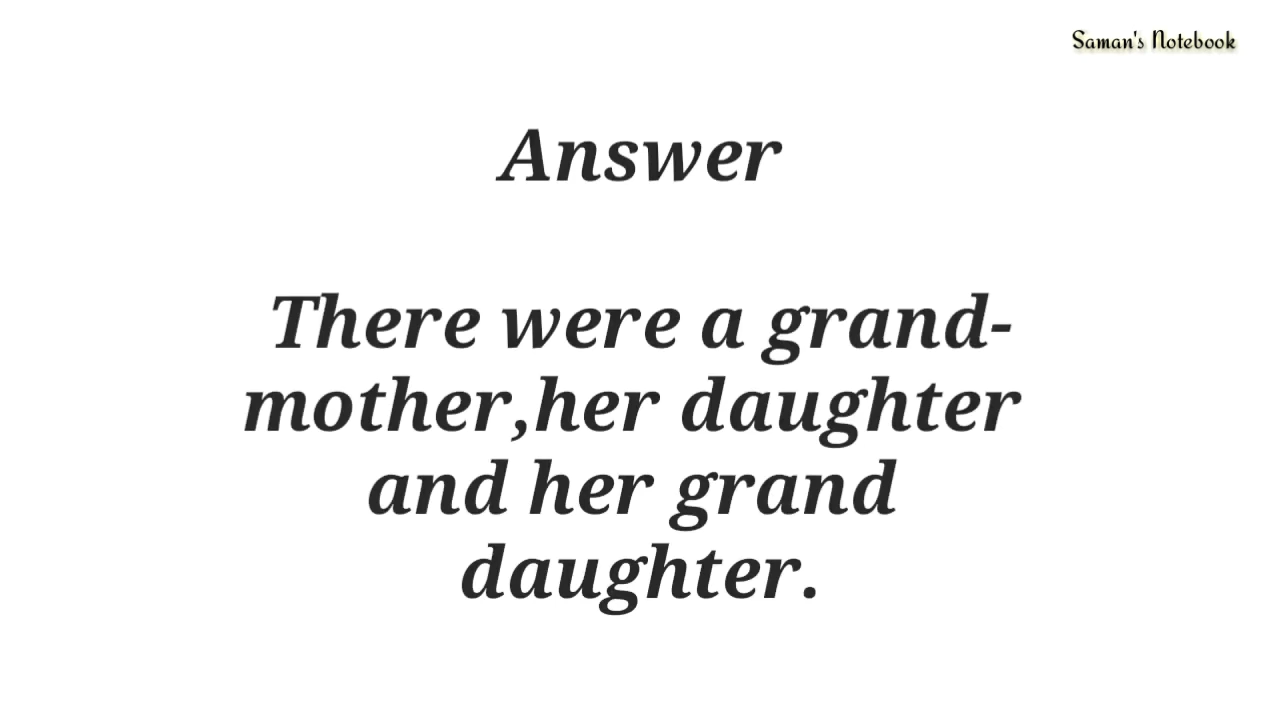 Saman's Notebook
Answer
There were a grand-
mother,her daughter
and her grand
daughter.